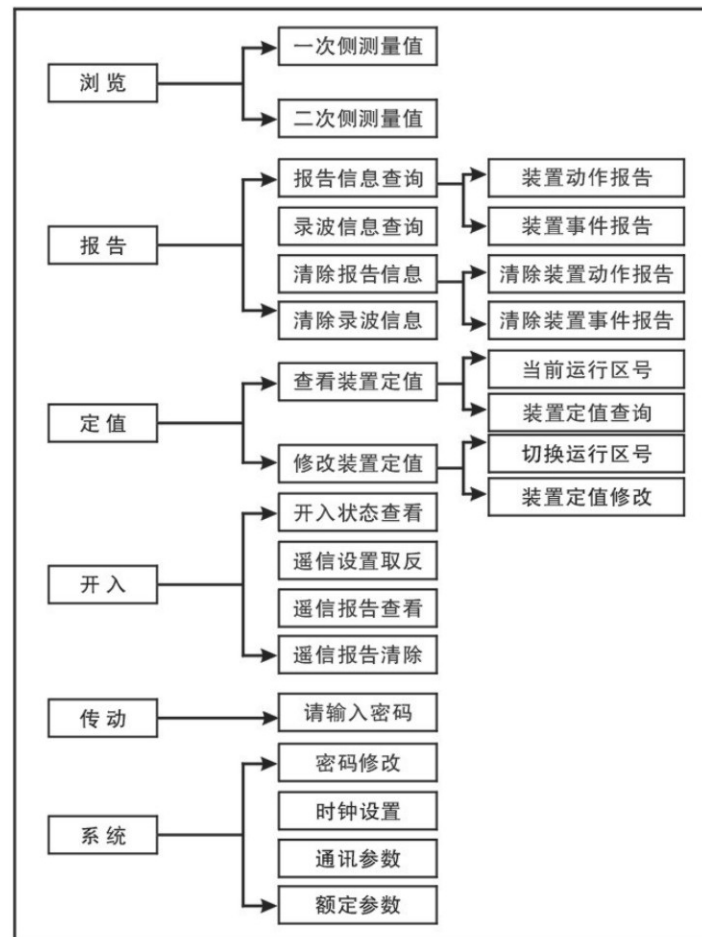 浏览
一次侧测量值
二次侧测量值
报告
报告信息查询
装置动作报告
装置事件报告
录波信息查询
清除报告信息
清除装置动作报告
清除装置事件报告
清除录波信息
定值
查看装置定值
当前运行区号
装置定值查询
修改装置定值
切换运行区号
装置定值修改
开入
开入状态查看
遥信设置取反
遥信报告查看
遥信报告清除
传动
请输入密码
系统
密码修改
时钟设置
通讯参数
额定参数